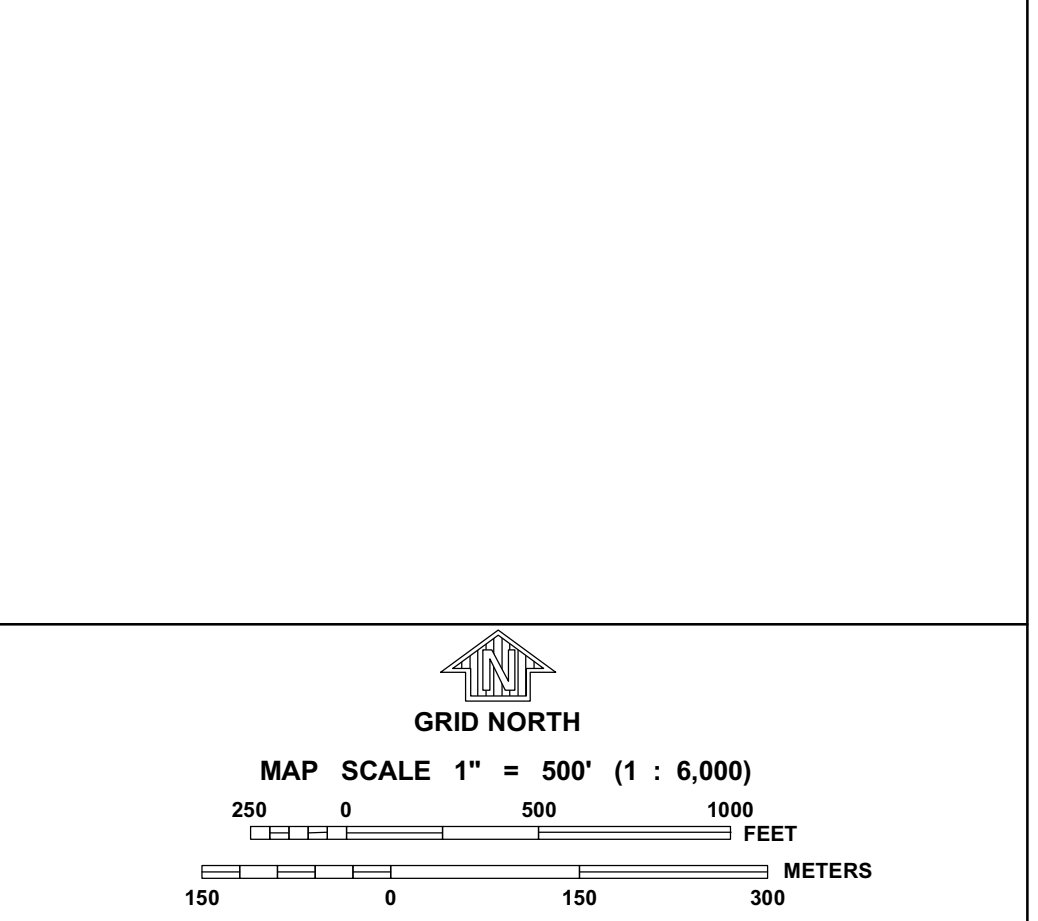 N
GRID NORTH
MAP SCALE 1" = 500' (1 : 6,000)
250 0 500 1000
FEET
METERS
150 0 150 300